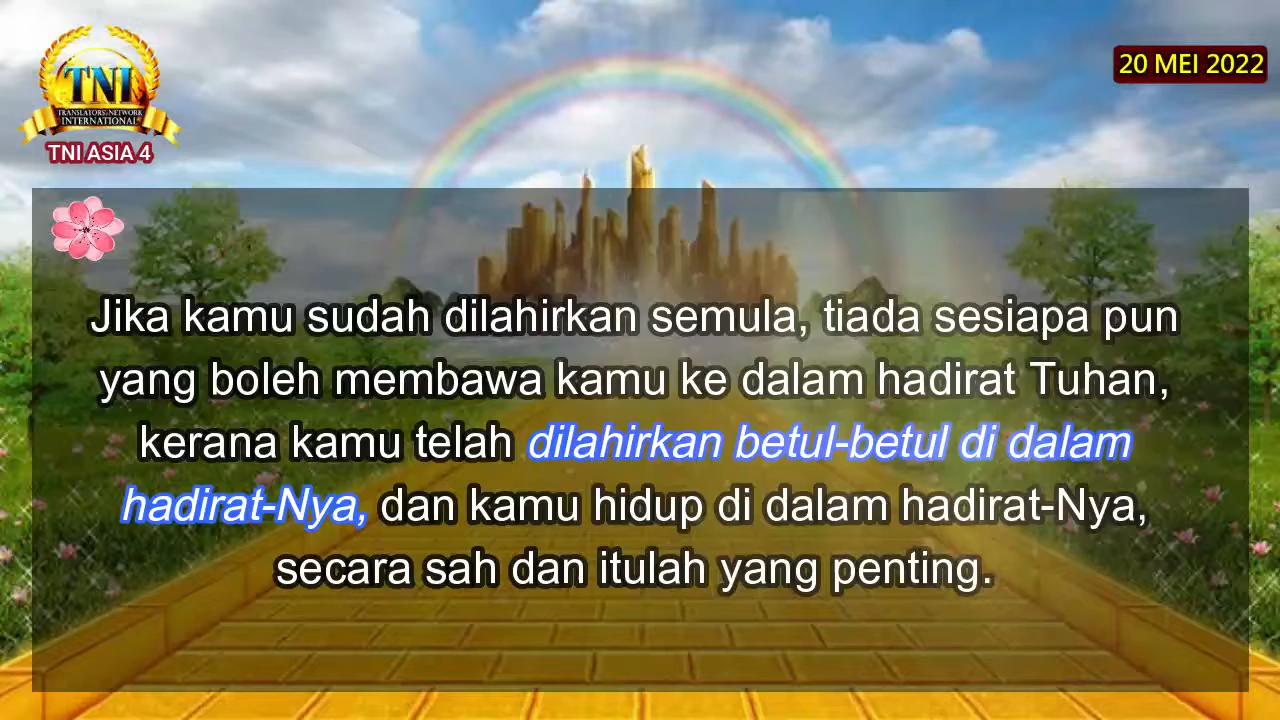 TNI
TRANSLATORS NETWORK
INTERNATIONAL
TNI ASIA 4
20 MEI 2022
Jika kamu sudah dilahirkan semula, tiada sesiapa pun
yang boleh membawa kamu ke dalam hadirat Tuhan,
kerana kamu telah dilahirkan betul-betul di dalam
hadirat-Nya, dan kamu hidup di dalam hadirat-Nya,
secara sah dan itulah yang penting.